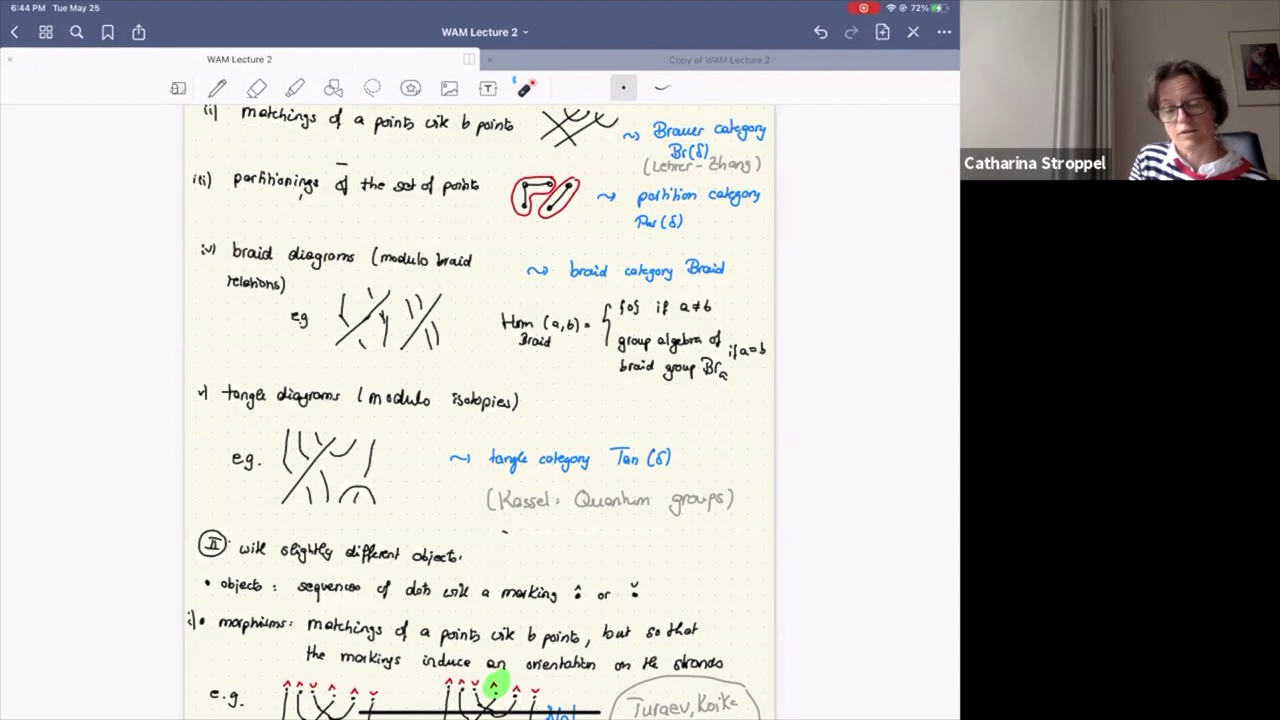 6:44 PM Tue May 25
72%
WAM Lecture 2
WAM Lecture 2
Copy of WAM Lecture 2
Catharina Stroppel
ii) matchings of a points with b points
~> Brauer category
Br(δ)
(Lehrer-Zhang)
iii) partitionings of the set of points
~> partition category
Par(δ)
iv) braid diagrams (modulo braid
relations)
~> braid category Braid
eg
Hom (a,b) = { {0} if a≠b
Braid
group algebra of
braid group Br_a if a=b
v) tangle diagrams (modulo isotopies)
e.g.
~> tangle category Tan(δ)
(Kassel: Quantum groups)
II with slightly different objects.
• objects: sequences of dots with a marking ^ or ˅
i) • morphisms: matchings of a points with b points, but so that
the markings induce an orientation on the strands
e.g.
Not
Turaev, Koike